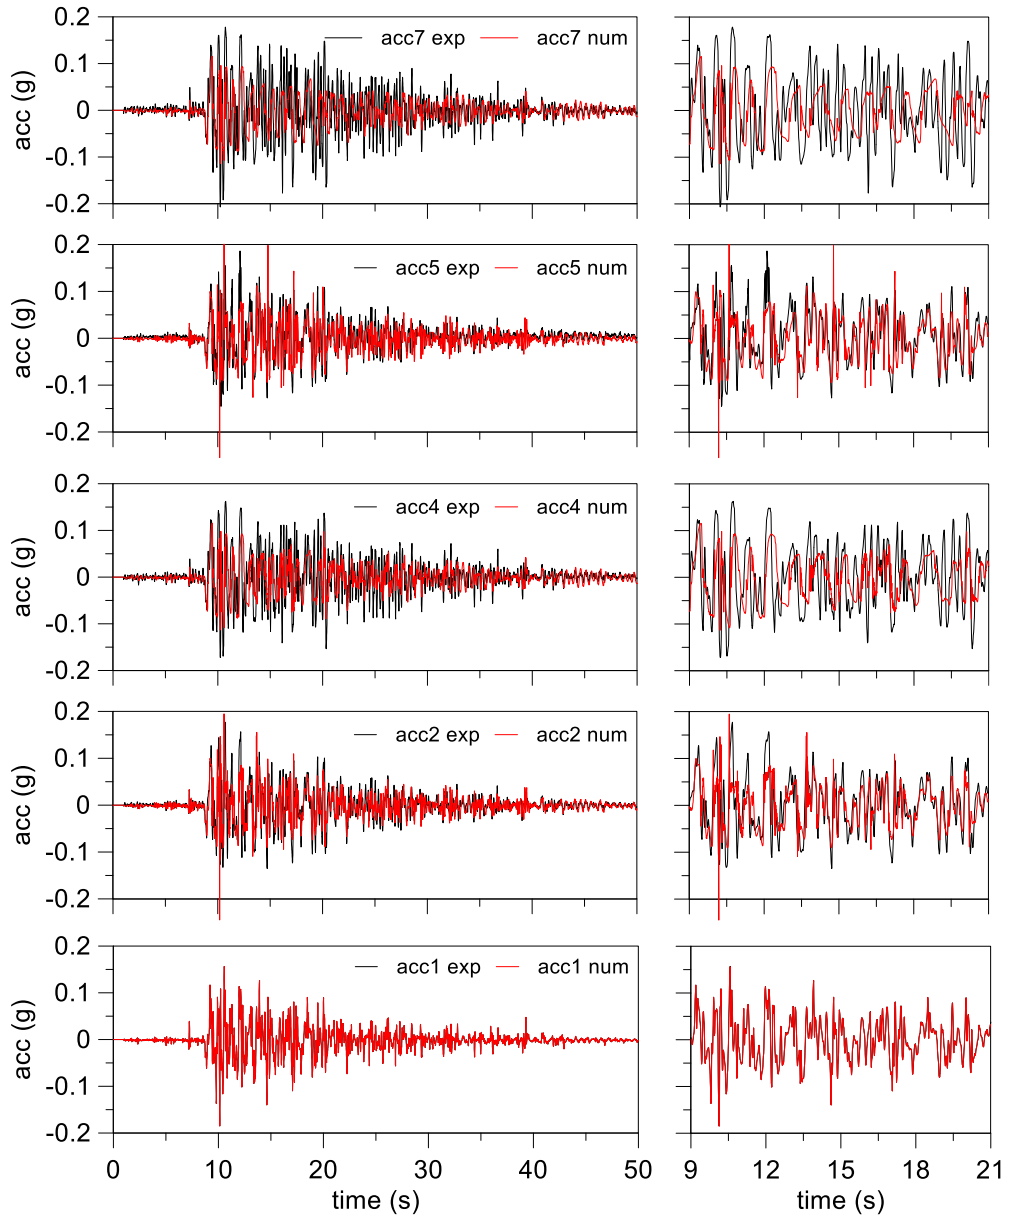 0.2
acc7 exp
acc7 num
0.1
acc (g)
0
-0.1
-0.2
0.2
acc5 exp
acc5 num
0.1
acc (g)
0
-0.1
-0.2
0.2
acc4 exp
acc4 num
0.1
acc (g)
0
-0.1
-0.2
0.2
acc2 exp
acc2 num
0.1
acc (g)
0
-0.1
-0.2
0.2
acc1 exp
acc1 num
0.1
acc (g)
0
-0.1
-0.2
0 10 20 30 40 50
time (s)
9 12 15 18 21
time (s)